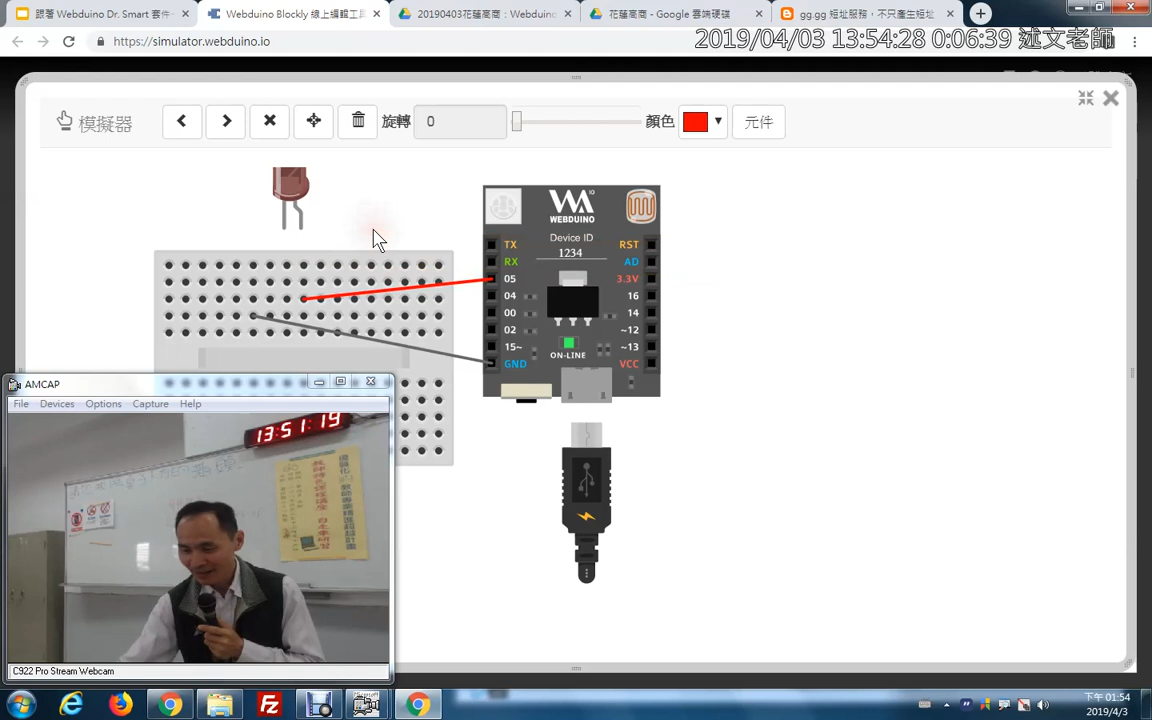 跟著 Webduino Dr. Smart 套件
Webduino Blockly 線上編輯工具
20190403花蓮高商：Webduino
花蓮高商 - Google 雲端硬碟
gg.gg 短址服務，不只產生短址
https://simulator.webduino.io
2019/04/03 13:54:28 0:06:39 述文老師
模擬器
旋轉
0
顏色
元件
WEBDUINO
IO
Device ID
1234
TX
RX
05
04
00
02
15~
GND
RST
AD
3.3V
16
14
~12
~13
VCC
ON-LINE
AMCAP
File Devices Options Capture Help
13:51:19
C922 Pro Stream Webcam
下午 01:54
2019/4/3